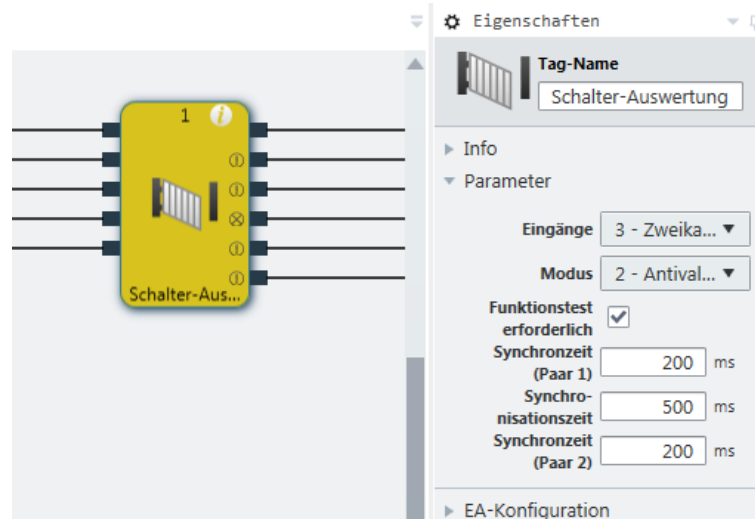 Eigenschaften
Tag-Name
Schalter-Auswertung
1
i
Schalter-Aus...
Info
Parameter
Eingänge 3 - Zweika...
Modus 2 - Antival...
Funktionstest
erforderlich
Synchronzeit
(Paar 1) 200 ms
Synchro-
nisationszeit 500 ms
Synchronzeit
(Paar 2) 200 ms
EA-Konfiguration